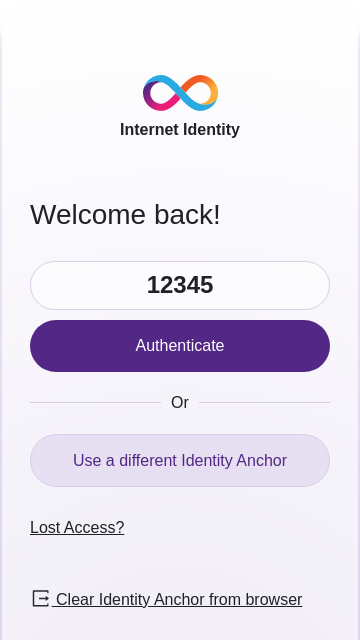 Internet Identity
Welcome back!
12345
Authenticate
Or
Use a different Identity Anchor
Lost Access?
Clear Identity Anchor from browser